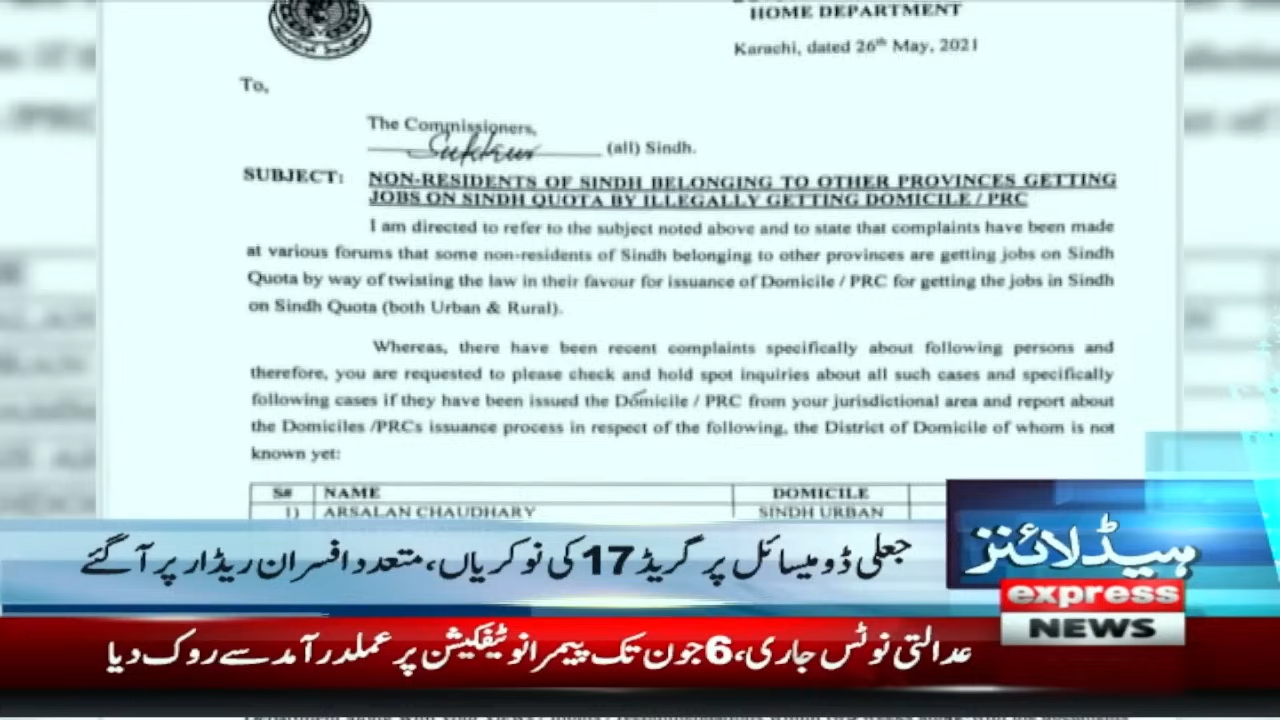 HOME DEPARTMENT
Karachi, dated 26th May, 2021
To,
The Commissioners,
Sukkur (all) Sindh.
SUBJECT: NON-RESIDENTS OF SINDH BELONGING TO OTHER PROVINCES GETTING
JOBS ON SINDH QUOTA BY ILLEGALLY GETTING DOMICILE / PRC
I am directed to refer to the subject noted above and to state that complaints have been made
at various forums that some non-residents of Sindh belonging to other provinces are getting jobs on Sindh
Quota by way of twisting the law in their favour for issuance of Domicile / PRC for getting the jobs in Sindh
on Sindh Quota (both Urban & Rural).
Whereas, there have been recent complaints specifically about following persons and
therefore, you are requested to please check and hold spot inquiries about all such cases and specifically
following cases if they have been issued the Domicile / PRC from your jurisdictional area and report about
the Domiciles /PRCs issuance process in respect of the following, the District of Domicile of whom is not
known yet:
S# NAME DOMICILE
1) ARSALAN CHAUDHARY SINDH URBAN
ہیڈلائنز
جعلی ڈومیسائل پر گریڈ 17 کی نوکریاں، متعدد افسران ریڈار پر آگئے
express
NEWS
عدالتی نوٹس جاری، 6 جون تک پیمرا نوٹیفکیشن پر عملدرآمد سے روک دیا